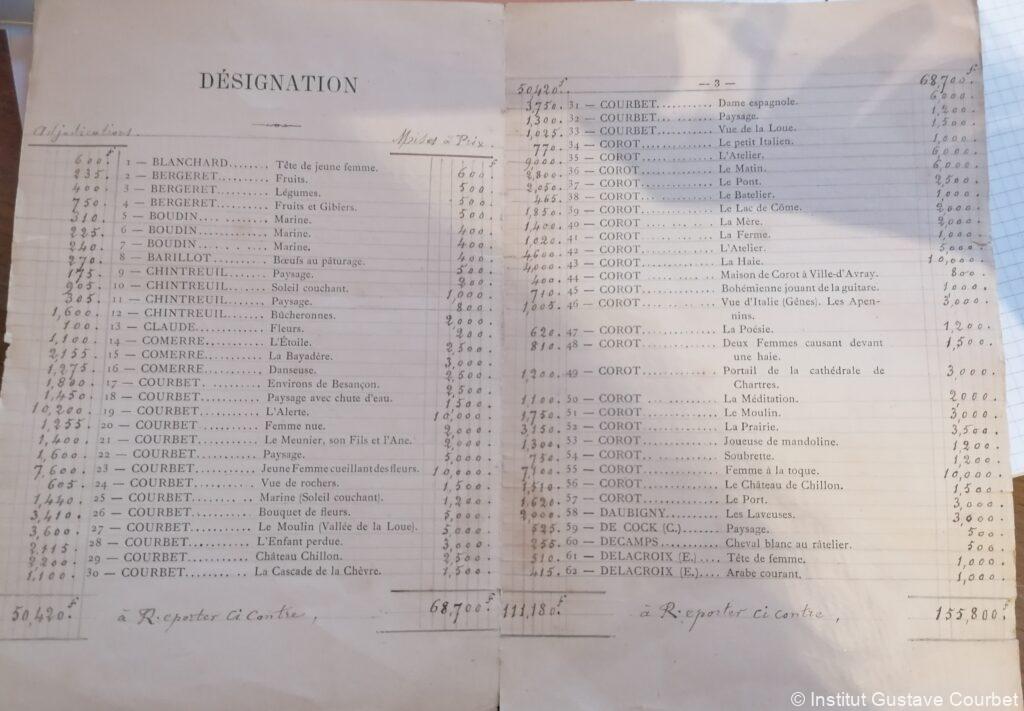 DÉSIGNATION
Adjudications. Mises à Prix.
600.f 1 — BLANCHARD........ Tête de jeune femme. 600.f
235. 2 — BERGERET........ Fruits. 500.
400. 3 — BERGERET........ Légumes. 500.
750. 4 — BERGERET........ Fruits et Gibiers. 500.
310. 5 — BOUDIN........ Marine. 400.
225. 6 — BOUDIN........ Marine. 400.
240. 7 — BOUDIN........ Marine. 400.
270. 8 — BARILLOT........ Bœufs au pâturage. 500.
175. 9 — CHINTREUIL........ Paysage. 200.
905. 10 — CHINTREUIL........ Soleil couchant. 1,000.
305. 11 — CHINTREUIL........ Paysage. 800.
1,600. 12 — CHINTREUIL........ Bûcheronnes. 2000.
100. 13 — CLAUDE........ Fleurs. 200.
1,100. 14 — COMERRE........ L'Étoile. 2,500.
2,155. 15 — COMERRE........ La Bayadère. 3,000.
1,275. 16 — COMERRE........ Danseuse. 2,500.
1,800. 17 — COURBET........ Environs de Besançon. 2,500.
1,450. 18 — COURBET........ Paysage avec chute d'eau. 1500.
10,200. 19 — COURBET........ L'Alerte. 10,000.
1,255. 20 — COURBET........ Femme nue. 2,000.
1,400. 21 — COURBET........ Le Meunier, son Fils et l'Ane. 2,000.
1,600. 22 — COURBET........ Paysage. 5,000.
7,600. 23 — COURBET........ Jeune Femme cueillant des fleurs. 10,000.
605. 24 — COURBET........ Vue de rochers. 1,500.
1,440. 25 — COURBET........ Marine (Soleil couchant). 1,200.
3,410. 26 — COURBET........ Bouquet de fleurs. 5,000.
3,600. 27 — COURBET........ Le Moulin (Vallée de la Loue). 5,000.
2,115. 28 — COURBET........ L'Enfant perdue. 3,000.
2,200. 29 — COURBET........ Château Chillon. 2,500.
1,100. 30 — COURBET........ La Cascade de la Chèvre. 1,500.
50,420.f à Reporter ci contre, 68,700.f
— 3 —
50,420.f 68,700.f
3,750. 31 — COURBET........ Dame espagnole. 6,000.
1,300. 32 — COURBET........ Paysage. 1,200.
1,025. 33 — COURBET........ Vue de la Loue. 1,500.
770. 34 — COROT........ Le petit Italien. 1,000.
9,000. 35 — COROT........ L'Atelier. 6,000.
2,800. 36 — COROT........ Le Matin. 6,000.
2,050. 37 — COROT........ Le Pont. 2,500.
465. 38 — COROT........ Le Batelier. 1,000.
1,850. 39 — COROT........ Le Lac de Côme. 2,000.
1,400. 40 — COROT........ La Mère. 2,000.
1,020. 41 — COROT........ La Ferme. 1,000.
4,600. 42 — COROT........ L'Atelier. 5,000.
4,000. 43 — COROT........ La Haie. 10,000.
400. 44 — COROT........ Maison de Corot à Ville-d'Avray. 800.
710. 45 — COROT........ Bohémienne jouant de la guitare. 1000.
1,005. 46 — COROT........ Vue d'Italie (Gênes). Les Apen- 3,000.
nins.
620. 47 — COROT........ La Poésie. 1,200.
810. 48 — COROT........ Deux Femmes causant devant 1,500.
une haie.
1,200. 49 — COROT........ Portail de la cathédrale de 3,000.
Chartres.
1,100. 50 — COROT........ La Méditation. 2000.
1,750. 51 — COROT........ Le Moulin. 3,000.
3,150. 52 — COROT........ La Prairie. 3,500.
1,300. 53 — COROT........ Joueuse de mandoline. 1,200.
750. 54 — COROT........ Soubrette. 1,200.
7,100. 55 — COROT........ Femme à la toque. 10,000.
1,510. 56 — COROT........ Le Château de Chillon. 1,500.
1,620. 57 — COROT........ Le Port. 3,000.
2,000. 58 — DAUBIGNY........ Les Laveuses. 3,000.
525. 59 — DE COCK (C.)........ Paysage. 500.
255. 60 — DECAMPS........ Cheval blanc au râtelier. 500.
510. 61 — DELACROIX (E.).... Tête de femme. 1,000.
415. 62 — DELACROIX (E.).... Arabe courant. 1,000.
111,180.f à Reporter ci contre, 155,800.f
© Institut Gustave Courbet